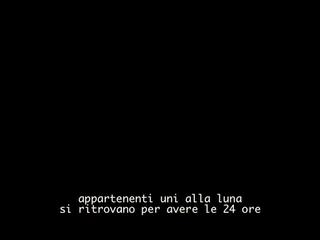 appartenenti uni alla luna
si ritrovano per avere le 24 ore